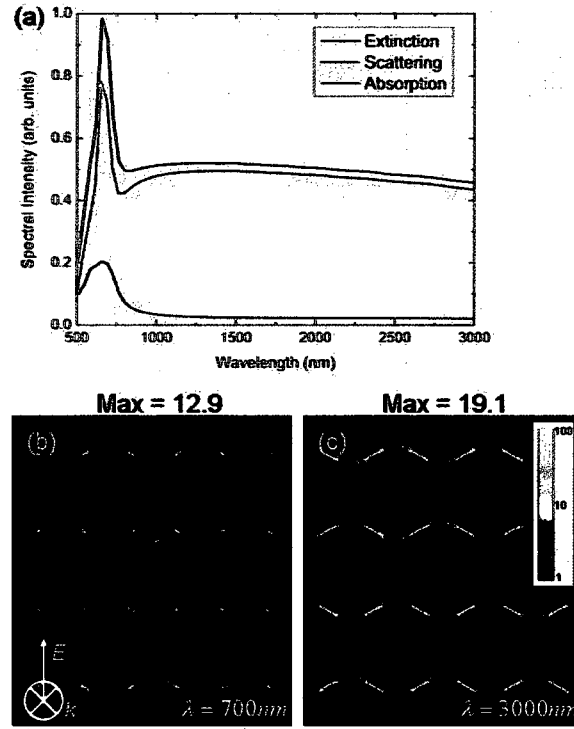 (a)
1.0
0.8
0.6
0.4
0.2
0.0
Spectral Intensity (arb. units)
Extinction
Scattering
Absorption
500 1000 1500 2000 2500 3000
Wavelength (nm)
Max = 12.9 Max = 19.1
(b) (c)
100
10
1
E
k
λ = 700nm λ = 3000nm